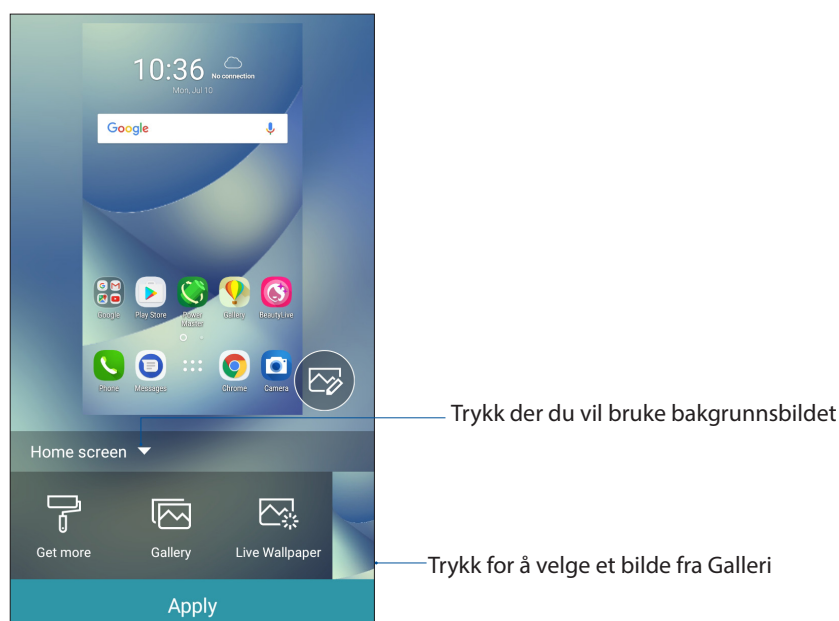 10:36 No connection
Mon, Jul 10
Google
Google Play Store Power Master Gallery BeautyLive
Phone Messages Chrome Camera
Trykk der du vil bruke bakgrunnsbildet
Home screen
Get more Gallery Live Wallpaper
Trykk for å velge et bilde fra Galleri
Apply